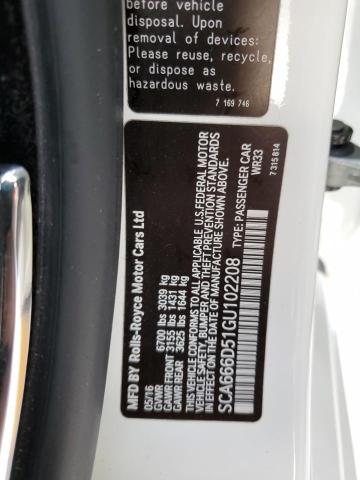 before vehicle
disposal. Upon
removal of devices:
Please reuse, recycle,
or dispose as
hazardous waste.
7 169 746
MFD BY Rolls-Royce Motor Cars Ltd
05/16
GVWR 6700 lbs 3039 kg
GAWR FRONT 3155 lbs 1431 kg
GAWR REAR 3625 lbs 1644 kg
THIS VEHICLE CONFORMS TO ALL APPLICABLE U.S.FEDERAL MOTOR
VEHICLE SAFETY, BUMPER, AND THEFT PREVENTION STANDARDS
IN EFFECT ON THE DATE OF MANUFACTURE SHOWN ABOVE.
SCA666D51GU102208 TYPE: PASSENGER CAR
WR33
7 315 814